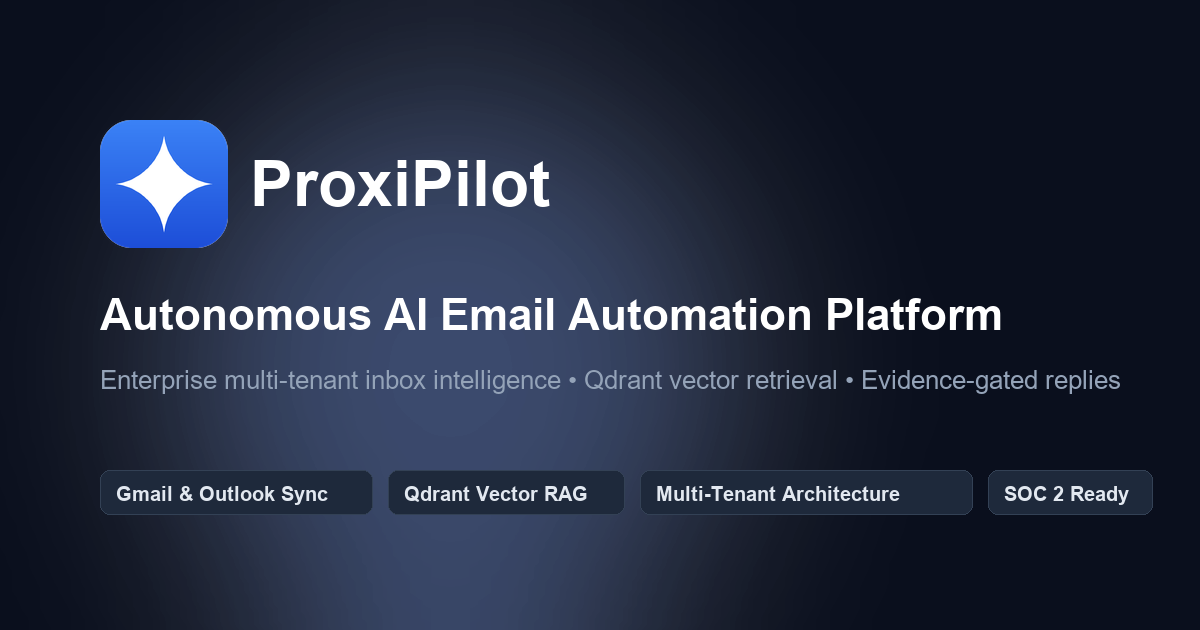 ProxiPilot
Autonomous AI Email Automation Platform
Enterprise multi-tenant inbox intelligence • Qdrant vector retrieval • Evidence-gated replies
Gmail & Outlook Sync
Qdrant Vector RAG
Multi-Tenant Architecture
SOC 2 Ready